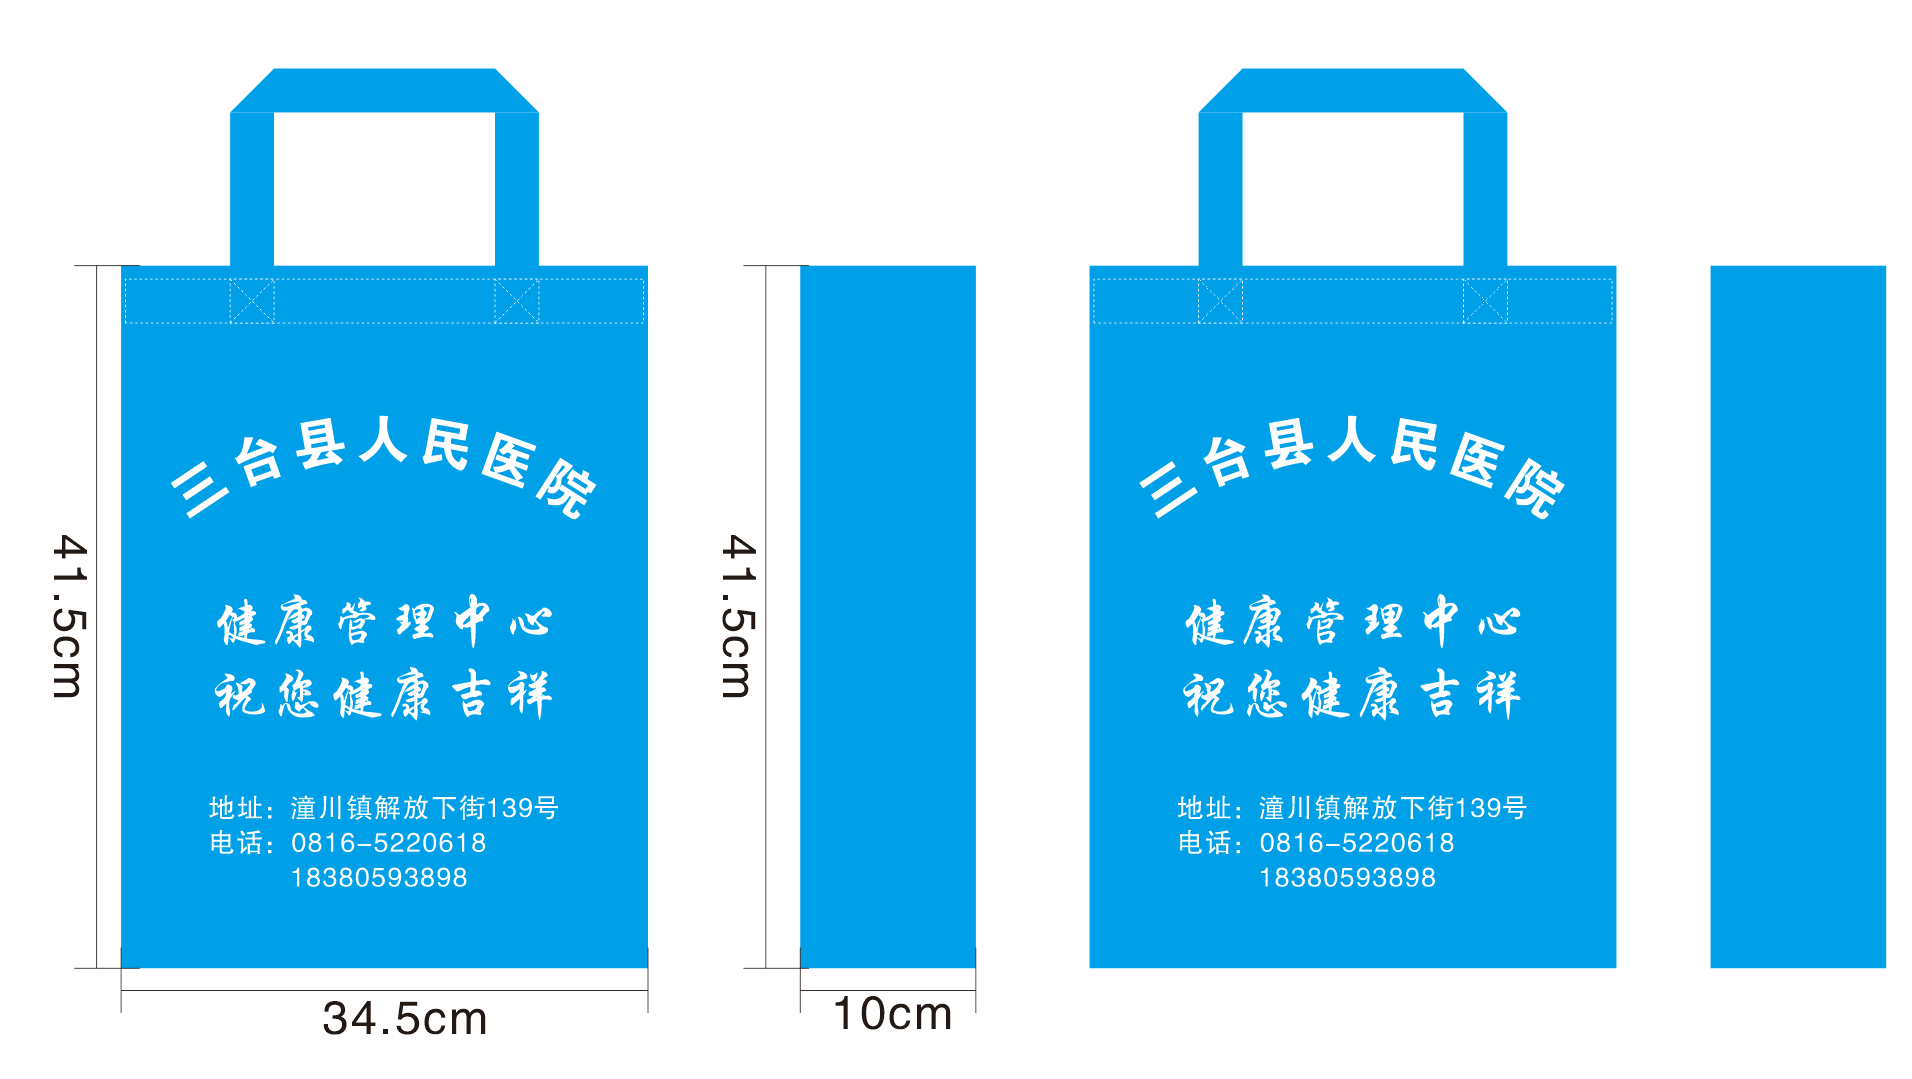 三台县人民医院
健康管理中心
祝您健康吉祥
地址：潼川镇解放下街139号
电话：0816-5220618
18380593898
41.5cm
34.5cm
41.5cm
10cm
三台县人民医院
健康管理中心
祝您健康吉祥
地址：潼川镇解放下街139号
电话：0816-5220618
18380593898